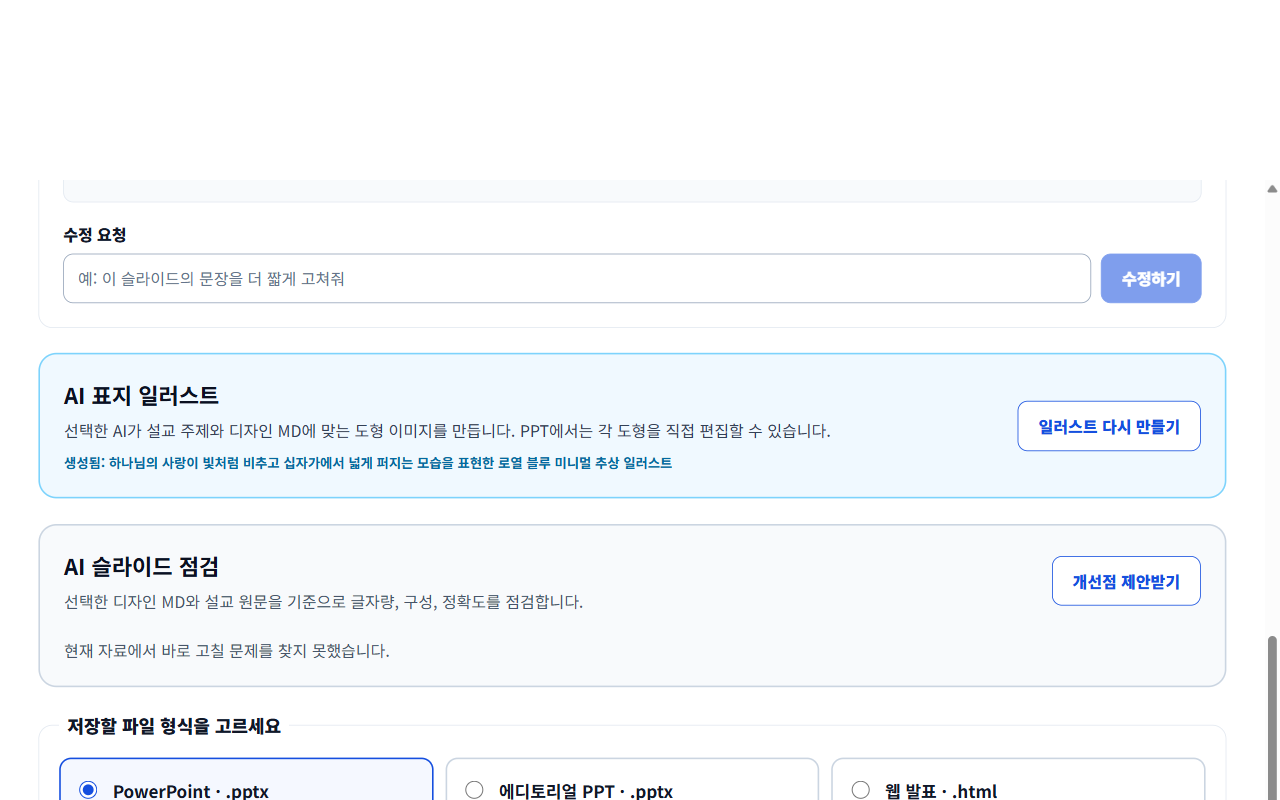 수정 요청
예: 이 슬라이드의 문장을 더 짧게 고쳐줘
수정하기
AI 표지 일러스트
선택한 AI가 설교 주제와 디자인 MD에 맞는 도형 이미지를 만듭니다. PPT에서는 각 도형을 직접 편집할 수 있습니다.
생성됨: 하나님의 사랑이 빛처럼 비추고 십자가에서 넓게 퍼지는 모습을 표현한 로열 블루 미니멀 추상 일러스트
일러스트 다시 만들기
AI 슬라이드 점검
선택한 디자인 MD와 설교 원문을 기준으로 글자량, 구성, 정확도를 점검합니다.
개선점 제안받기
현재 자료에서 바로 고칠 문제를 찾지 못했습니다.
저장할 파일 형식을 고르세요
PowerPoint · .pptx
에디토리얼 PPT · .pptx
웹 발표 · .html